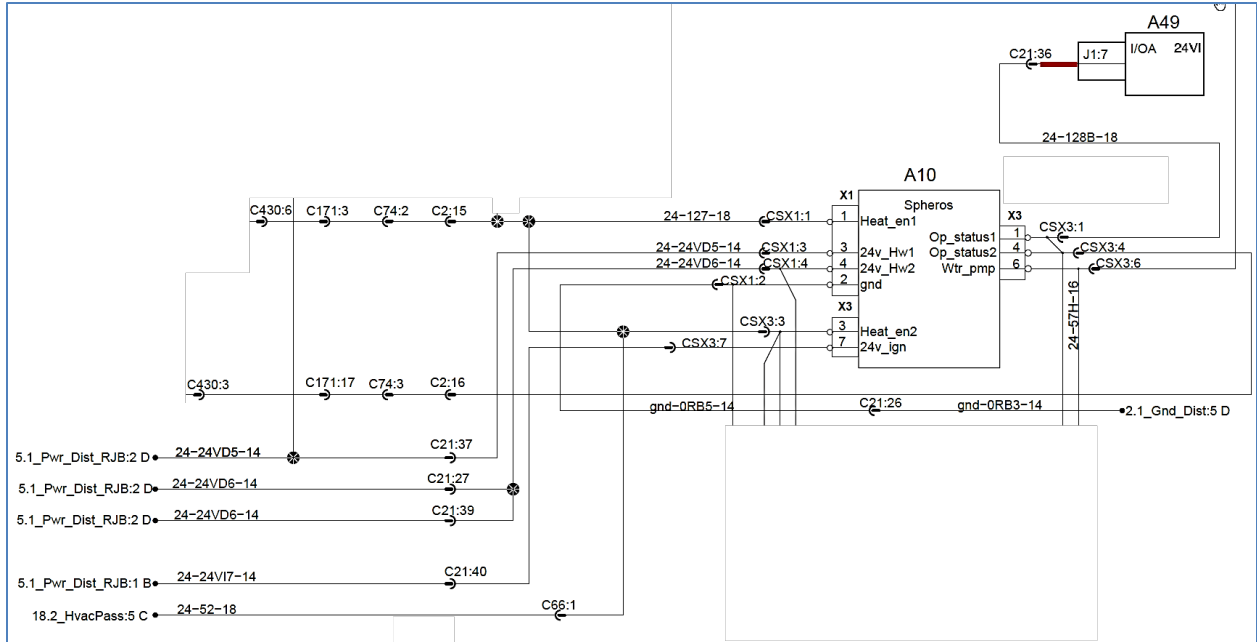 A49
C21:36
J1:7
I/OA 24VI
24-128B-18
A10
X1
Spheros
C430:6 C171:3 C74:2 C2:15 24-127-18 CSX1:1 1 Heat_en1
X3
Op_status1 1 CSX3:1
24-24VD5-14 CSX1:3 3 24v_Hw1
Op_status2 4 CSX3:4
24-24VD6-14 CSX1:4 4 24v_Hw2
Wtr_pmp 6 CSX3:6
CSX1:2 2 gnd
X3
CSX3:3 3 Heat_en2
CSX3:7 7 24v_ign
24-57H-16
C430:3 C171:17 C74:3 C2:16
gnd-0RB5-14 C21:26 gnd-0RB3-14 2.1_Gnd_Dist:5 D
5.1_Pwr_Dist_RJB:2 D 24-24VD5-14 C21:37
5.1_Pwr_Dist_RJB:2 D 24-24VD6-14 C21:27
5.1_Pwr_Dist_RJB:2 D 24-24VD6-14 C21:39
5.1_Pwr_Dist_RJB:1 B 24-24VI7-14 C21:40
18.2_HvacPass:5 C 24-52-18 C66:1